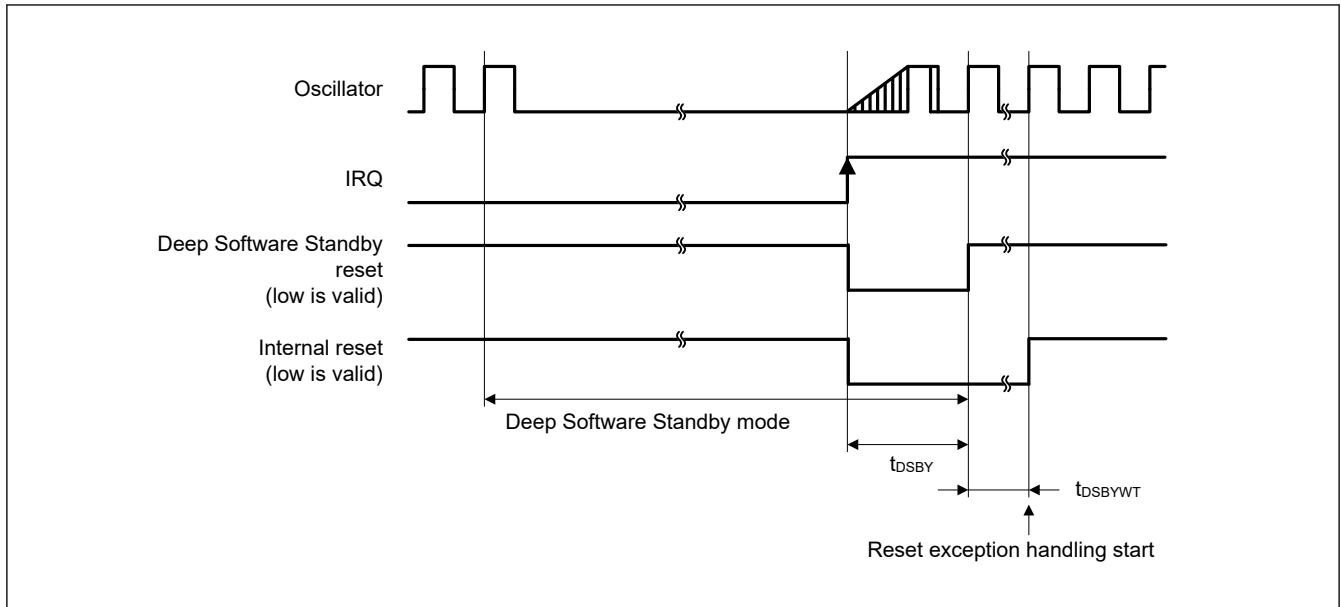 Oscillator
IRQ
Deep Software Standby
reset
(low is valid)
Internal reset
(low is valid)
Deep Software Standby mode
tDSBY
tDSBYWT
Reset exception handling start